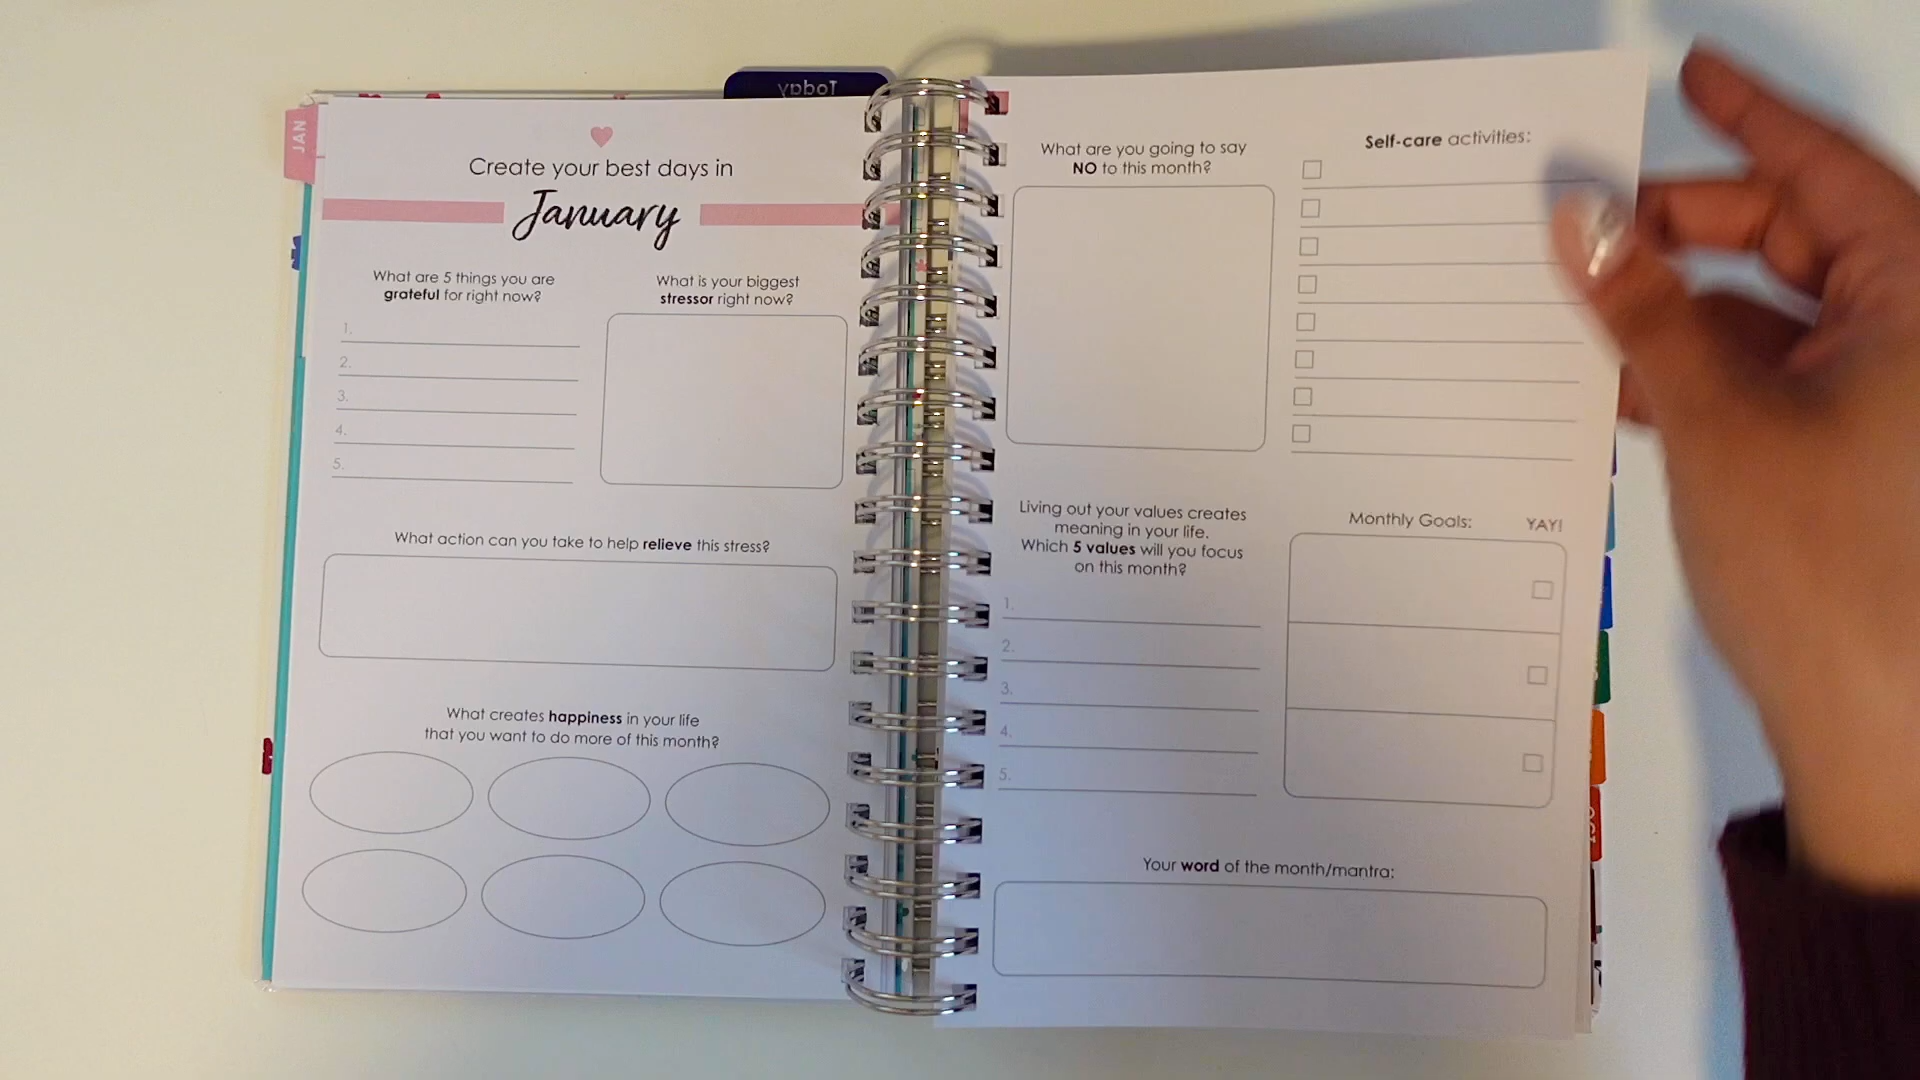 Today
JAN
Create your best days in
January
What are 5 things you are
grateful for right now?
1.
2.
3.
4.
5.
What is your biggest
stressor right now?
What action can you take to help relieve this stress?
What creates happiness in your life
that you want to do more of this month?
What are you going to say
NO to this month?
Self-care activities:
Living out your values creates
meaning in your life.
Which 5 values will you focus
on this month?
1.
2.
3.
4.
5.
Monthly Goals: YAY!
Your word of the month/mantra:
OCT